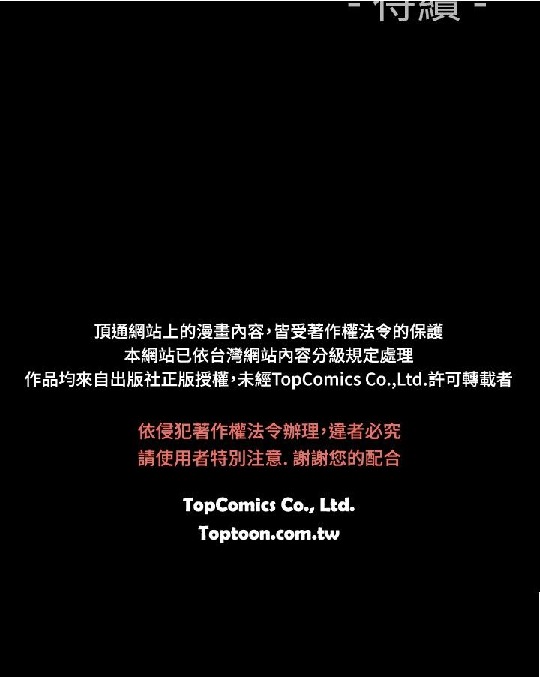 - 待續 -
頂通網站上的漫畫內容，皆受著作權法令的保護
本網站已依台灣網站內容分級規定處理
作品均來自出版社正版授權，未經TopComics Co.,Ltd.許可轉載者
依侵犯著作權法令辦理，違者必究
請使用者特別注意. 謝謝您的配合
TopComics Co., Ltd.
Toptoon.com.tw